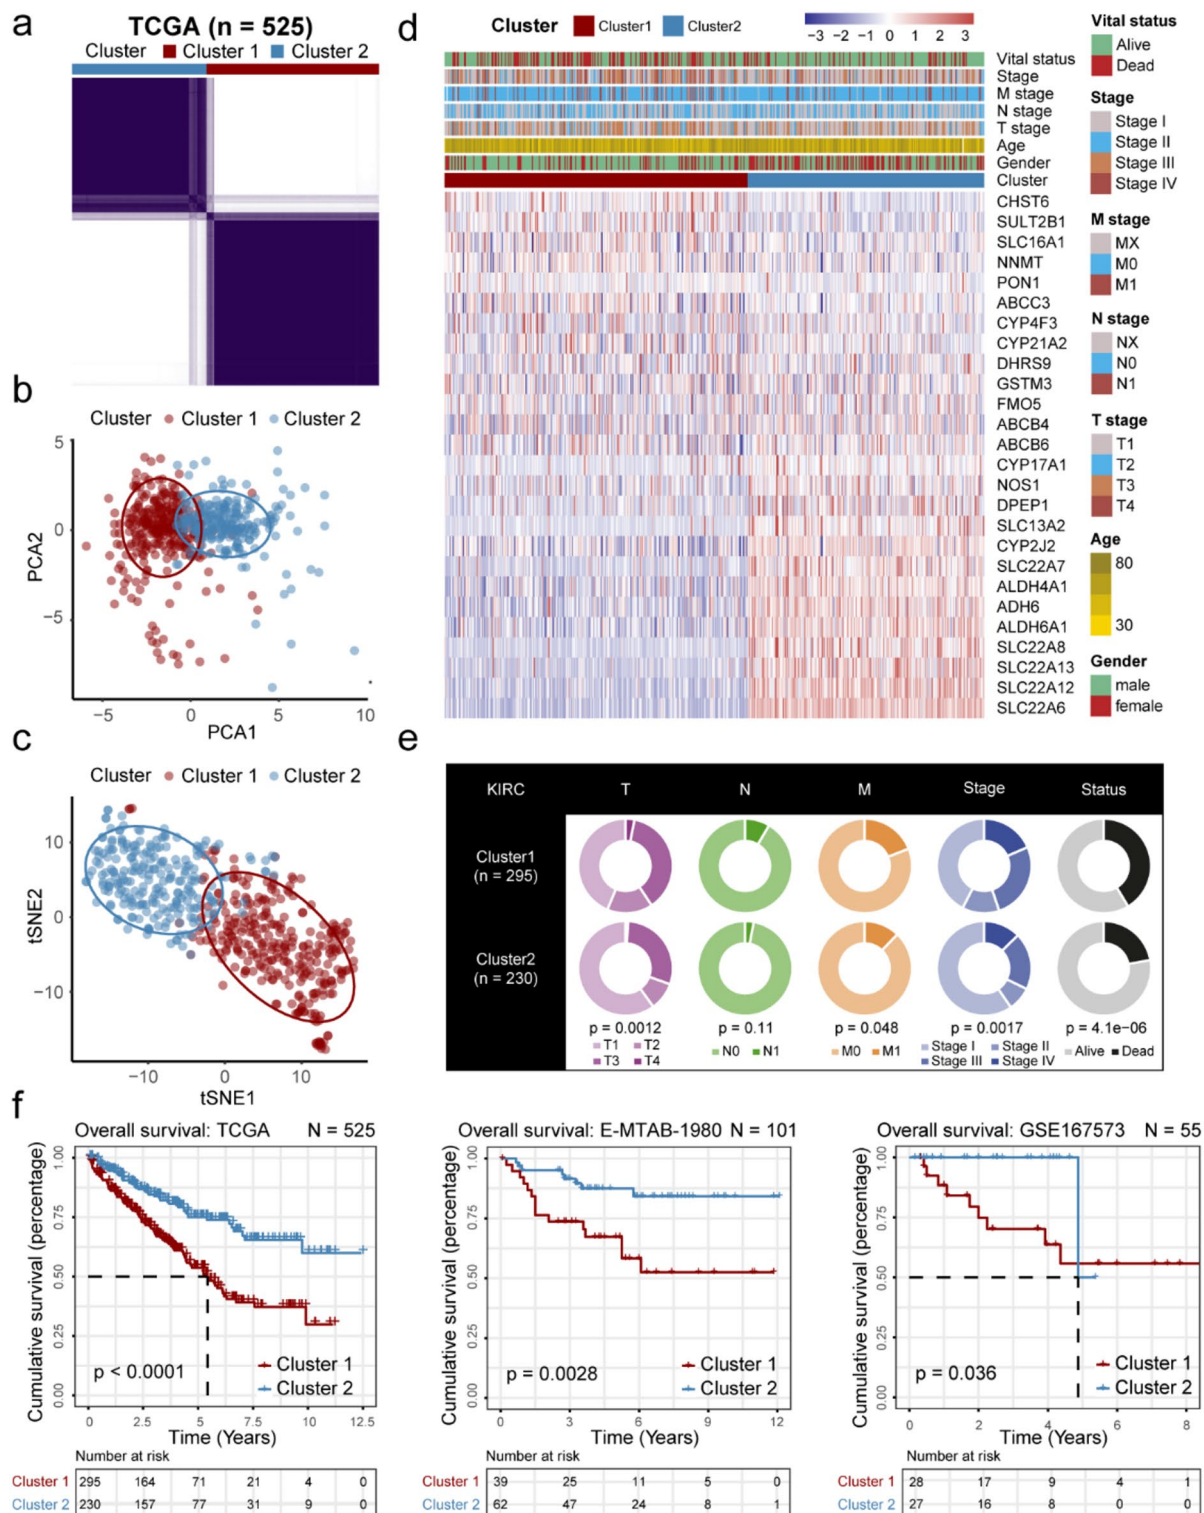 a
TCGA (n = 525)
Cluster Cluster 1 Cluster 2
b
Cluster Cluster 1 Cluster 2
5
0
−5
PCA2
−5 0 5 10
PCA1
c
Cluster Cluster 1 Cluster 2
10
0
−10
tSNE2
−10 0 10
tSNE1
d
Cluster Cluster1 Cluster2
−3 −2 −1 0 1 2 3
Vital status
Stage
M stage
N stage
T stage
Age
Gender
Cluster
CHST6
SULT2B1
SLC16A1
NNMT
PON1
ABCC3
CYP4F3
CYP21A2
DHRS9
GSTM3
FMO5
ABCB4
ABCB6
CYP17A1
NOS1
DPEP1
SLC13A2
CYP2J2
SLC22A7
ALDH4A1
ADH6
ALDH6A1
SLC22A8
SLC22A13
SLC22A12
SLC22A6
Vital status
Alive
Dead
Stage
Stage I
Stage II
Stage III
Stage IV
M stage
MX
M0
M1
N stage
NX
N0
N1
T stage
T1
T2
T3
T4
Age
80
30
Gender
male
female
e
KIRC T N M Stage Status
Cluster1
(n = 295)
Cluster2
(n = 230)
p = 0.0012 p = 0.11 p = 0.048 p = 0.0017 p = 4.1e−06
T1 T2 N0 N1 M0 M1 Stage I Stage II Alive Dead
T3 T4 Stage III Stage IV
f
Overall survival: TCGA N = 525
Cumulative survival (percentage)
1.00
0.75
0.50
0.25
0.00
p < 0.0001
Cluster 1
Cluster 2
0 2.5 5 7.5 10 12.5
Time (Years)
Number at risk
Cluster 1 295 164 71 21 4 0
Cluster 2 230 157 77 31 9 0
Overall survival: E-MTAB-1980 N = 101
Cumulative survival (percentage)
1.00
0.75
0.50
0.25
0.00
p = 0.0028
Cluster 1
Cluster 2
0 3 6 9 12
Time (Years)
Number at risk
Cluster 1 39 25 11 5 0
Cluster 2 62 47 24 8 1
Overall survival: GSE167573 N = 55
Cumulative survival (percentage)
1.00
0.75
0.50
0.25
0.00
p = 0.036
Cluster 1
Cluster 2
0 2 4 6 8
Time (Years)
Number at risk
Cluster 1 28 17 9 4 1
Cluster 2 27 16 8 0 0